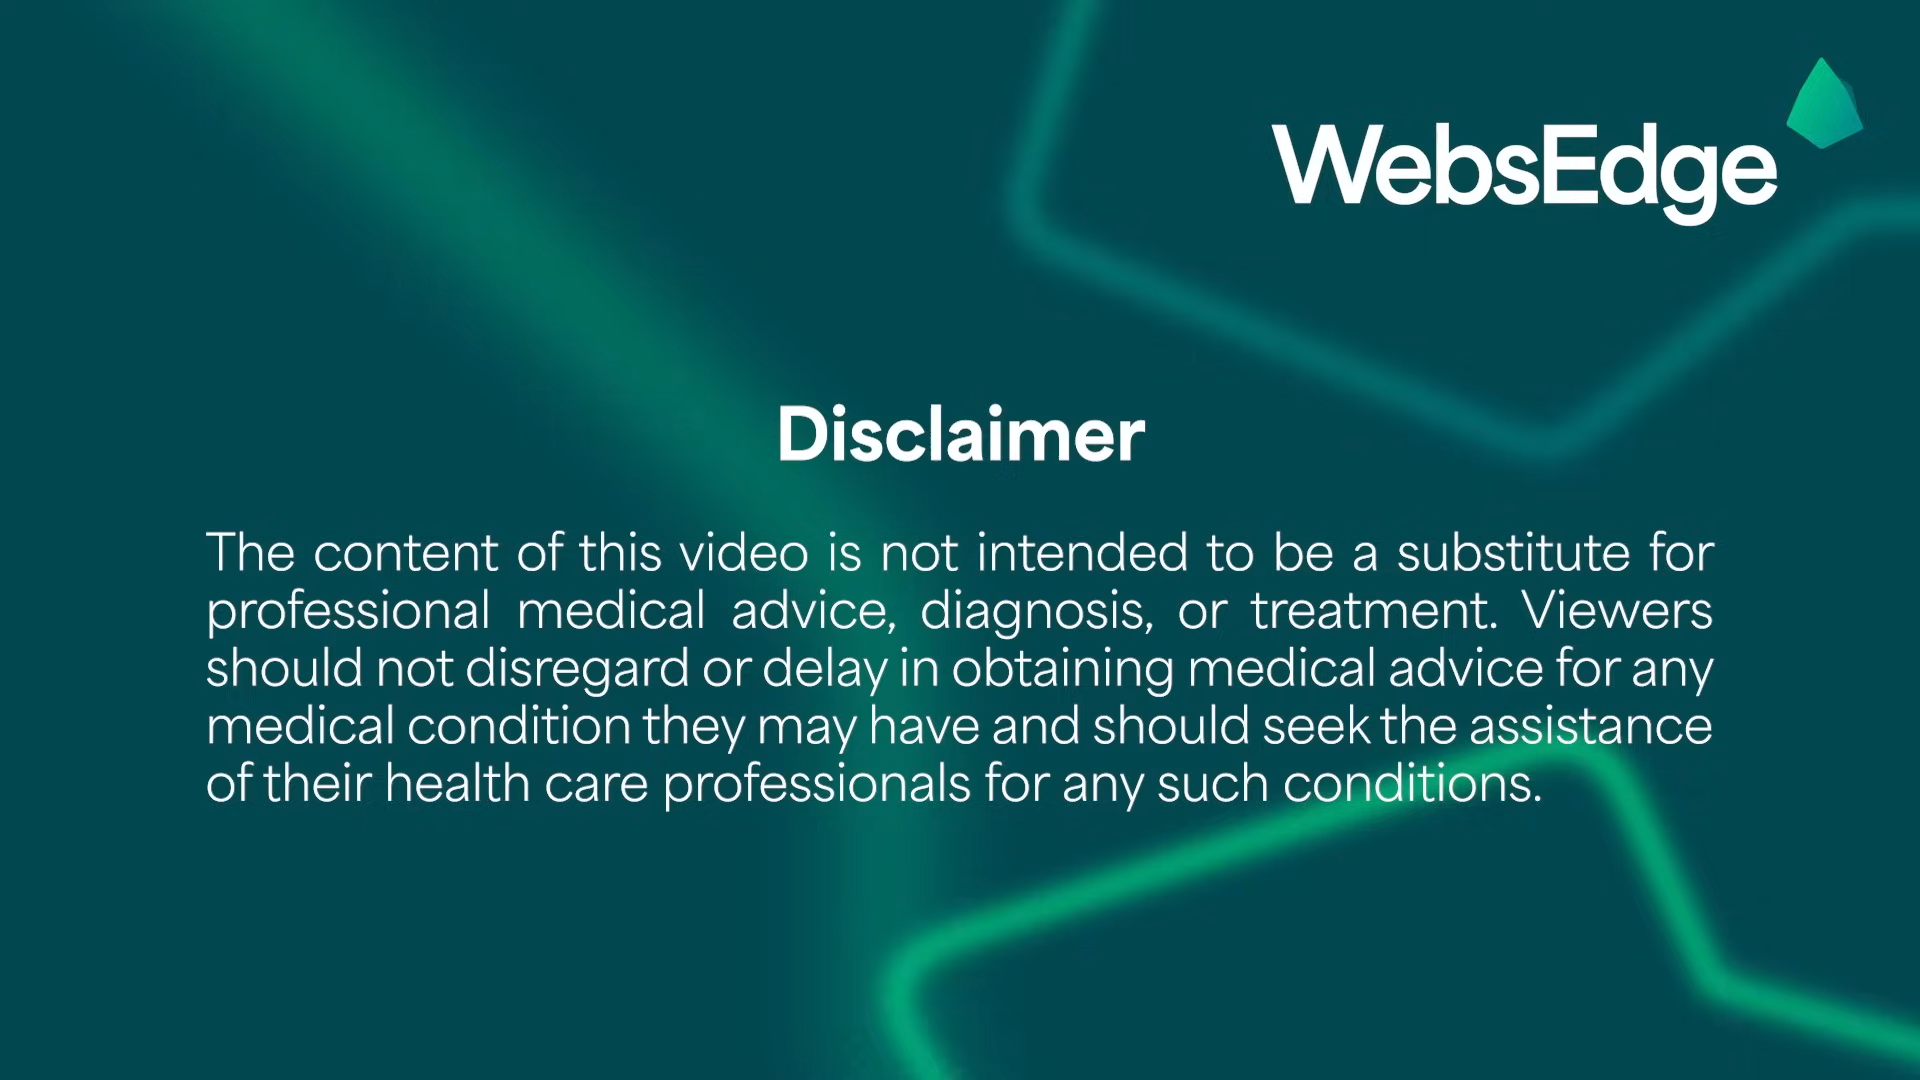 WebsEdge
Disclaimer
The content of this video is not intended to be a substitute for
professional medical advice, diagnosis, or treatment. Viewers
should not disregard or delay in obtaining medical advice for any
medical condition they may have and should seek the assistance
of their health care professionals for any such conditions.